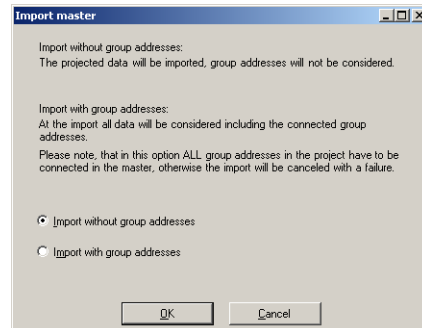 Import master
Import without group addresses:
The projected data will be imported, group addresses will not be considered.
Import with group addresses:
At the import all data will be considered including the connected group
addresses.
Please note, that in this option ALL group addresses in the project have to be
connected in the master, otherwise the import will be canceled with a failure.
Import without group addresses
Import with group addresses
OK
Cancel